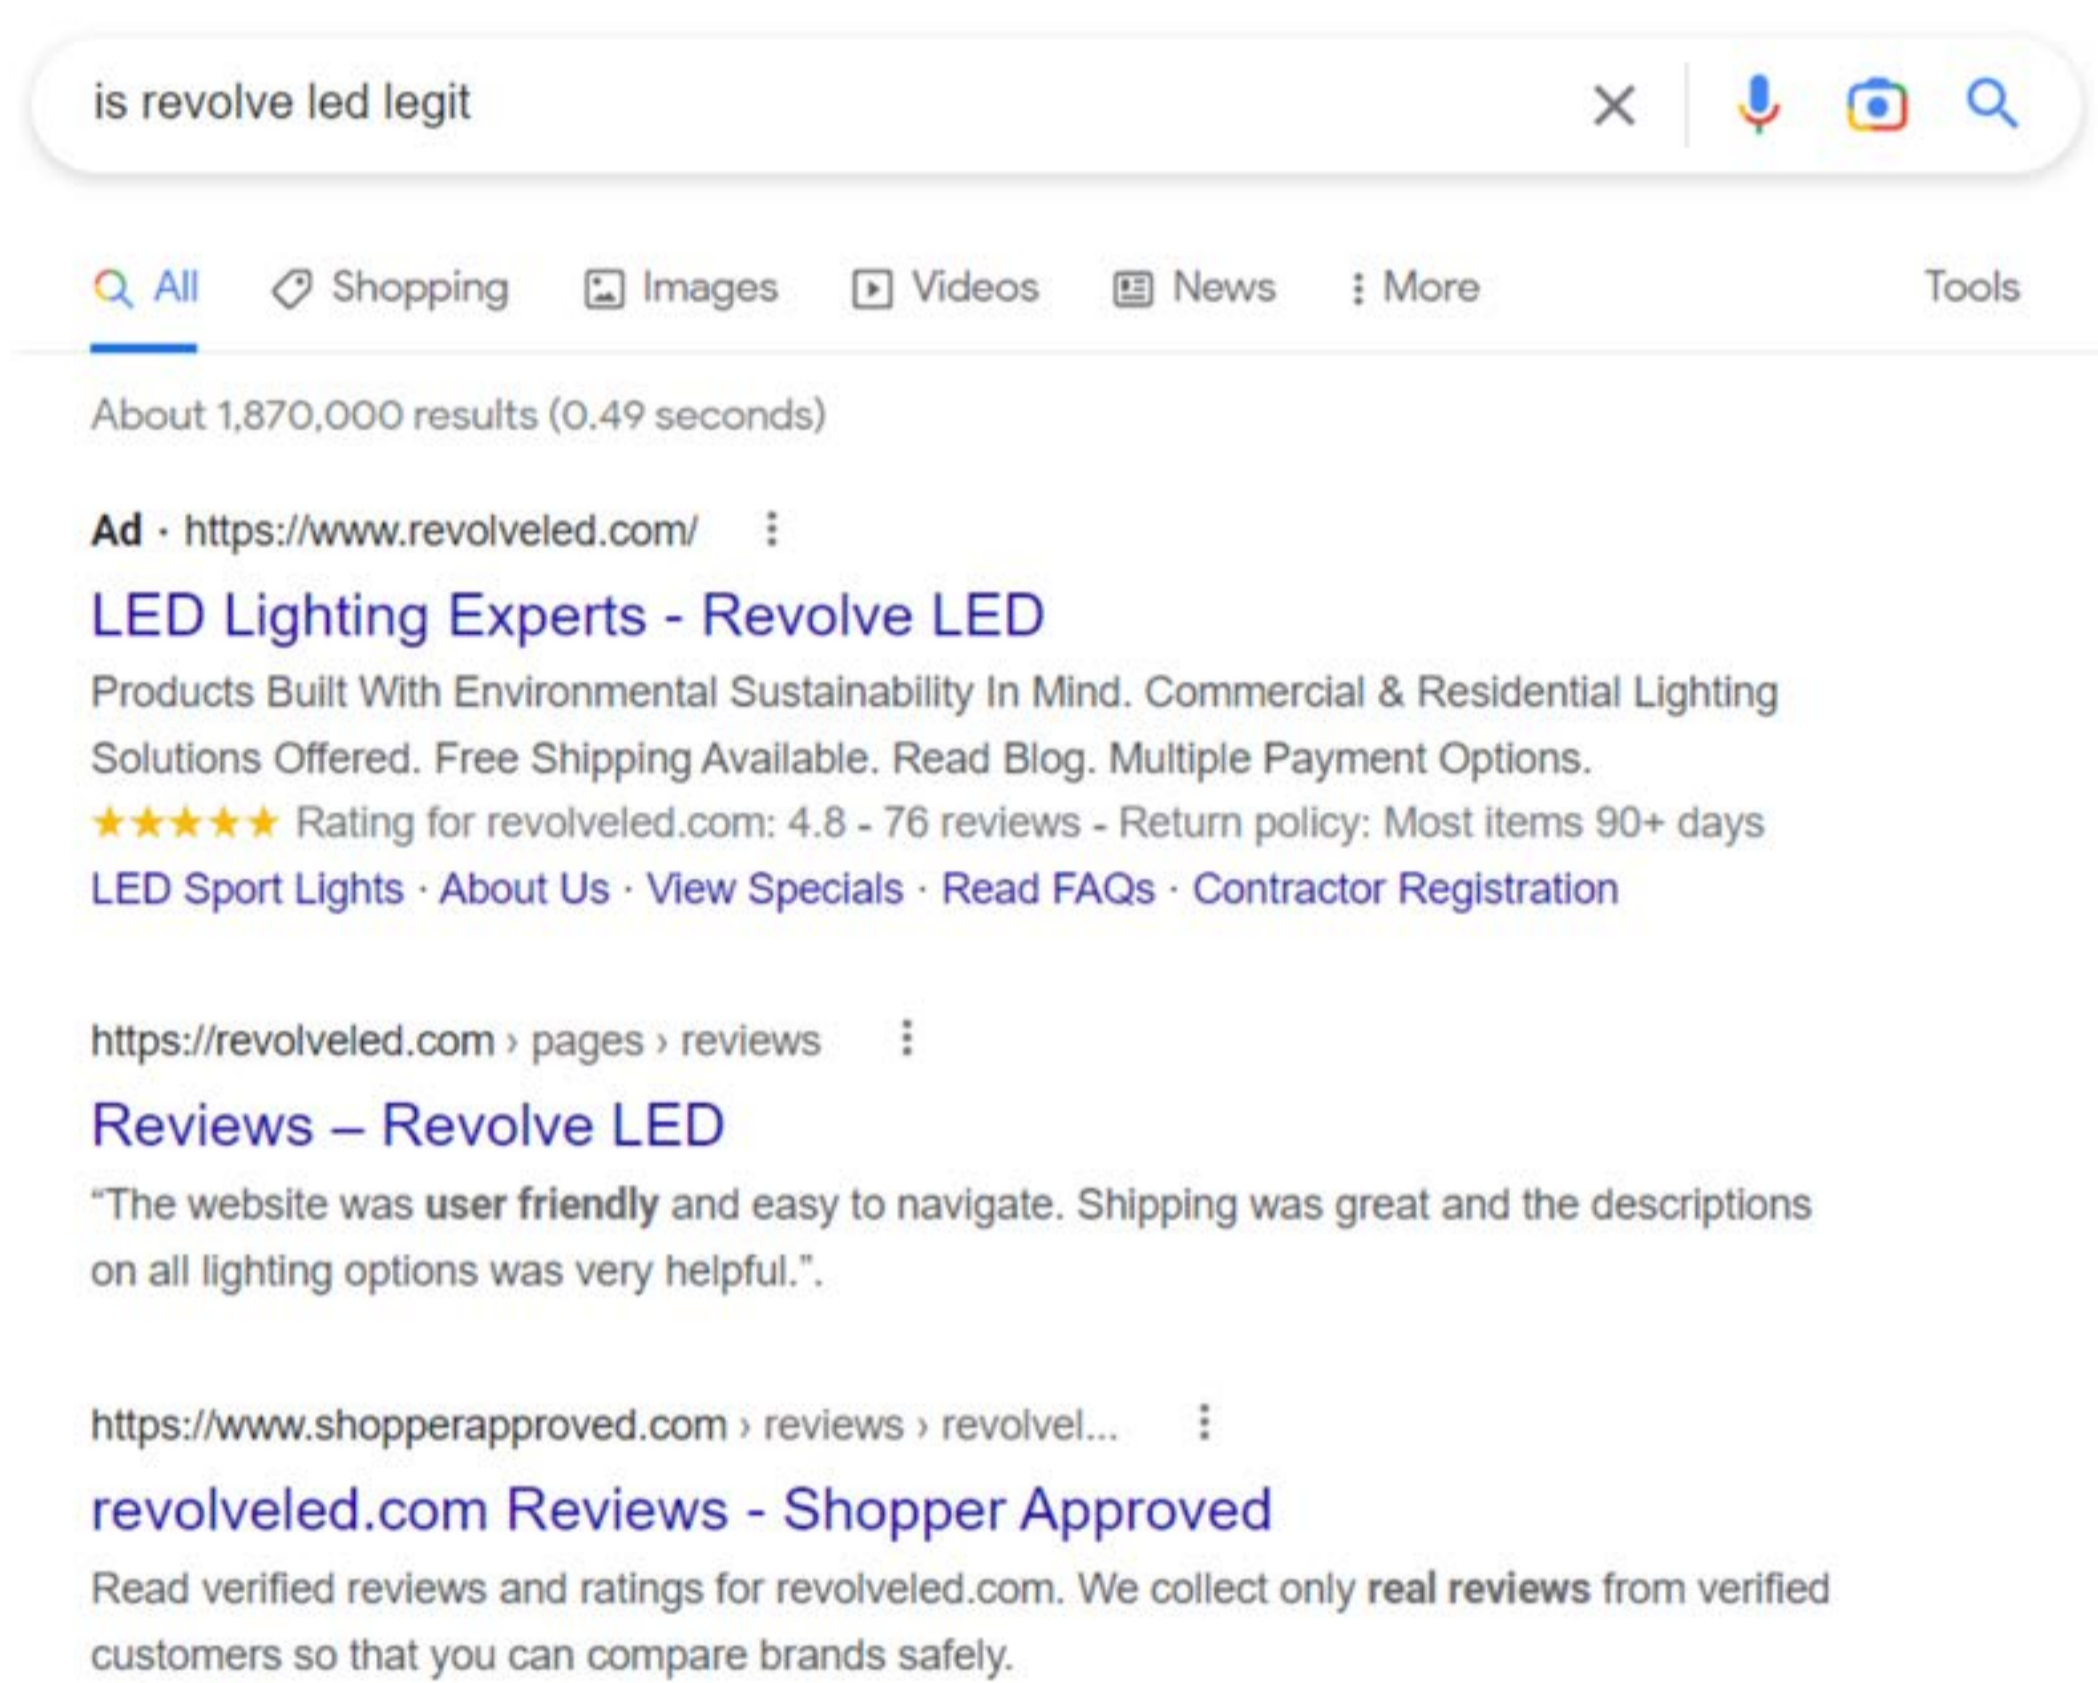 is revolve led legit
All Shopping Images Videos News More Tools
About 1,870,000 results (0.49 seconds)
Ad · https://www.revolveled.com/
LED Lighting Experts - Revolve LED
Products Built With Environmental Sustainability In Mind. Commercial & Residential Lighting
Solutions Offered. Free Shipping Available. Read Blog. Multiple Payment Options.
★★★★★ Rating for revolveled.com: 4.8 - 76 reviews - Return policy: Most items 90+ days
LED Sport Lights · About Us · View Specials · Read FAQs · Contractor Registration
https://revolveled.com › pages › reviews
Reviews – Revolve LED
“The website was user friendly and easy to navigate. Shipping was great and the descriptions
on all lighting options was very helpful.”.
https://www.shopperapproved.com › reviews › revolvel...
revolveled.com Reviews - Shopper Approved
Read verified reviews and ratings for revolveled.com. We collect only real reviews from verified
customers so that you can compare brands safely.